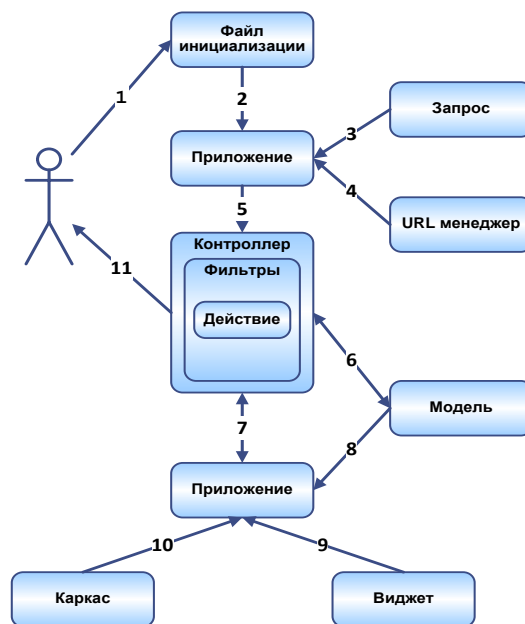 Файл
инициализации
1
2
Запрос
3
Приложение
4
5
URL менеджер
Контроллер
Фильтры
11
Действие
6
Модель
7
8
Приложение
10
9
Каркас
Виджет